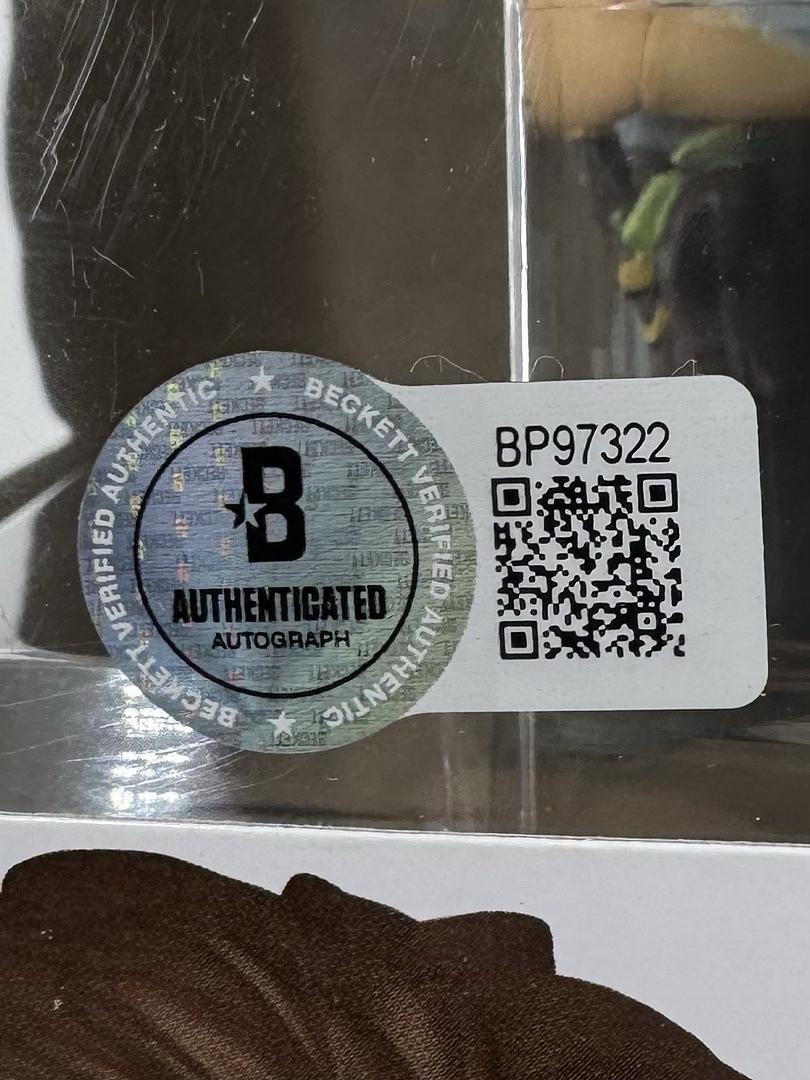 BECKETT VERIFIED AUTHENTIC
BECKETT VERIFIED AUTHENTIC
B
AUTHENTICATED
AUTOGRAPH
BP97322